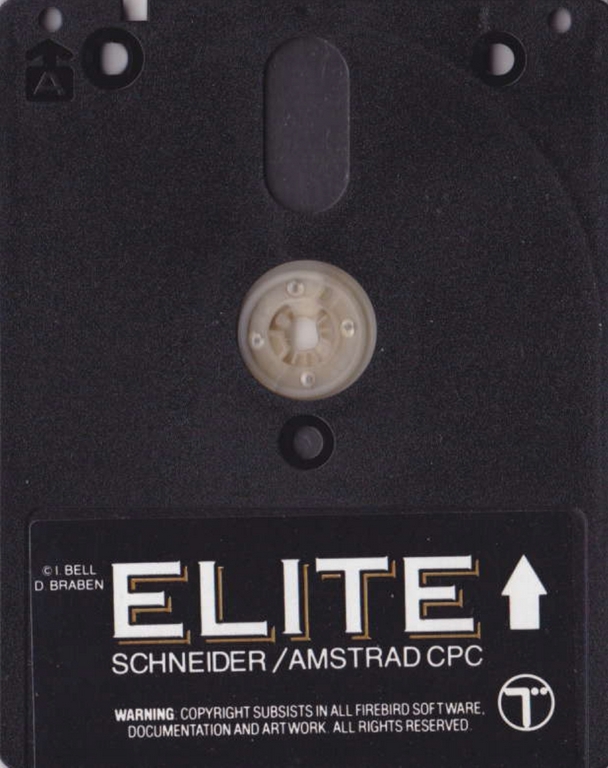 A
© I. BELL
D BRABEN
ELITE
SCHNEIDER / AMSTRAD CPC
WARNING: COPYRIGHT SUBSISTS IN ALL FIREBIRD SOFTWARE,
DOCUMENTATION AND ARTWORK. ALL RIGHTS RESERVED.